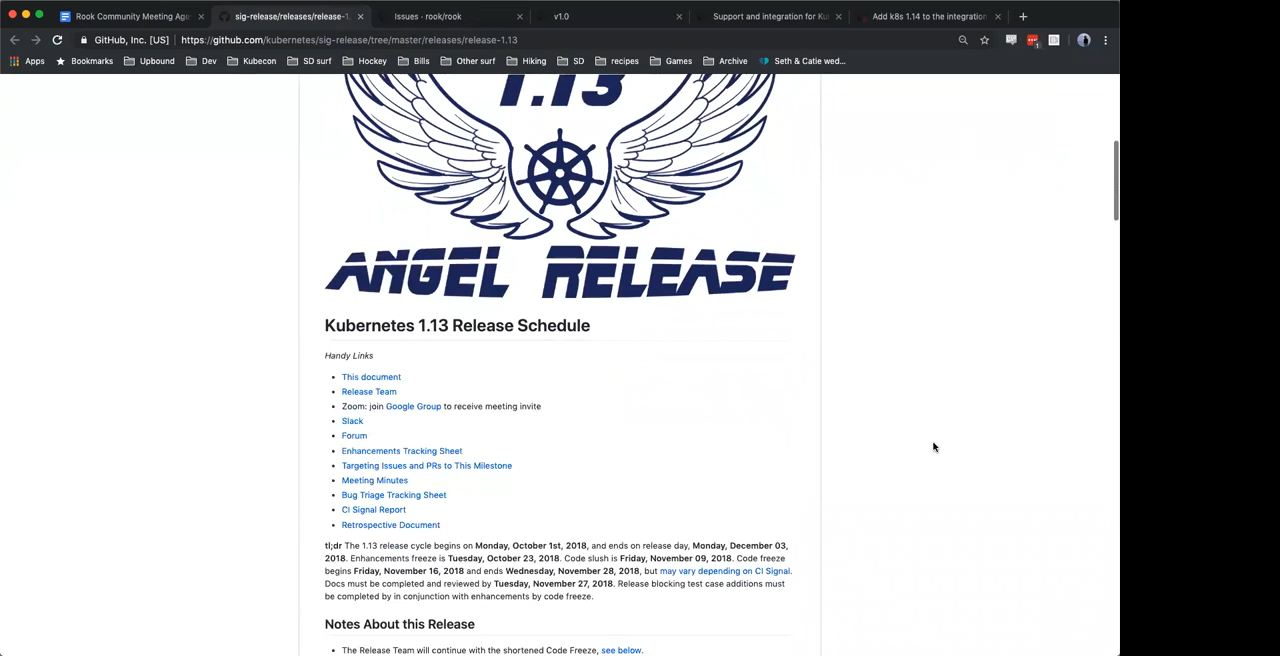 Rook Community Meeting Age
sig-release/releases/release-1.
Issues · rook/rook
v1.0
Support and integration for Ku
Add k8s 1.14 to the integration
GitHub, Inc. [US] | https://github.com/kubernetes/sig-release/tree/master/releases/release-1.13
Apps
Bookmarks
Upbound
Dev
Kubecon
SD surf
Hockey
Bills
Other surf
Hiking
SD
recipes
Games
Archive
Seth & Catie wed...
1.13
ANGEL RELEASE
Kubernetes 1.13 Release Schedule
Handy Links
This document
Release Team
Zoom: join Google Group to receive meeting invite
Slack
Forum
Enhancements Tracking Sheet
Targeting Issues and PRs to This Milestone
Meeting Minutes
Bug Triage Tracking Sheet
CI Signal Report
Retrospective Document
tl;dr The 1.13 release cycle begins on Monday, October 1st, 2018, and ends on release day, Monday, December 03,
2018. Enhancements freeze is Tuesday, October 23, 2018. Code slush is Friday, November 09, 2018. Code freeze
begins Friday, November 16, 2018 and ends Wednesday, November 28, 2018, but may vary depending on CI Signal.
Docs must be completed and reviewed by Tuesday, November 27, 2018. Release blocking test case additions must
be completed by in conjunction with enhancements by code freeze.
Notes About this Release
The Release Team will continue with the shortened Code Freeze, see below.